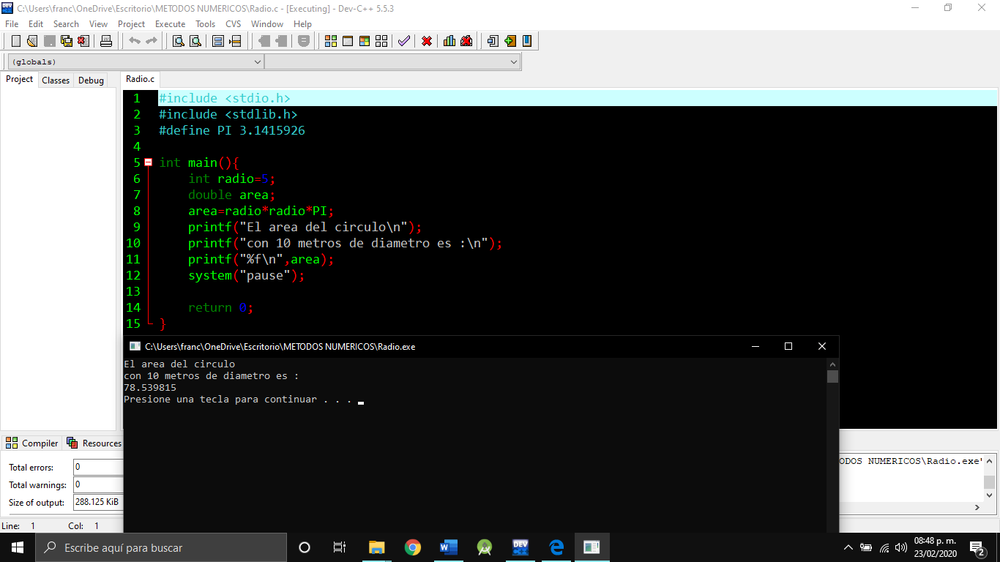 C:\Users\franc\OneDrive\Escritorio\METODOS NUMERICOS\Radio.c - [Executing] - Dev-C++ 5.5.3
File Edit Search View Project Execute Tools CVS Window Help
(globals)
Project Classes Debug Radio.c
1 #include <stdio.h>
2 #include <stdlib.h>
3 #define PI 3.1415926
4
5 int main(){
6 int radio=5;
7 double area;
8 area=radio*radio*PI;
9 printf("El area del circulo\n");
10 printf("con 10 metros de diametro es :\n");
11 printf("%f\n",area);
12 system("pause");
13
14 return 0;
15 }
C:\Users\franc\OneDrive\Escritorio\METODOS NUMERICOS\Radio.exe
El area del circulo
con 10 metros de diametro es :
78.539815
Presione una tecla para continuar . . .
Compiler Resources
Total errors: 0
Total warnings: 0
Size of output: 288.125 KiB
ODOS NUMERICOS\Radio.exe"
Line: 1 Col: 1
Escribe aquí para buscar
DEV C++
08:48 p. m.
23/02/2020
2